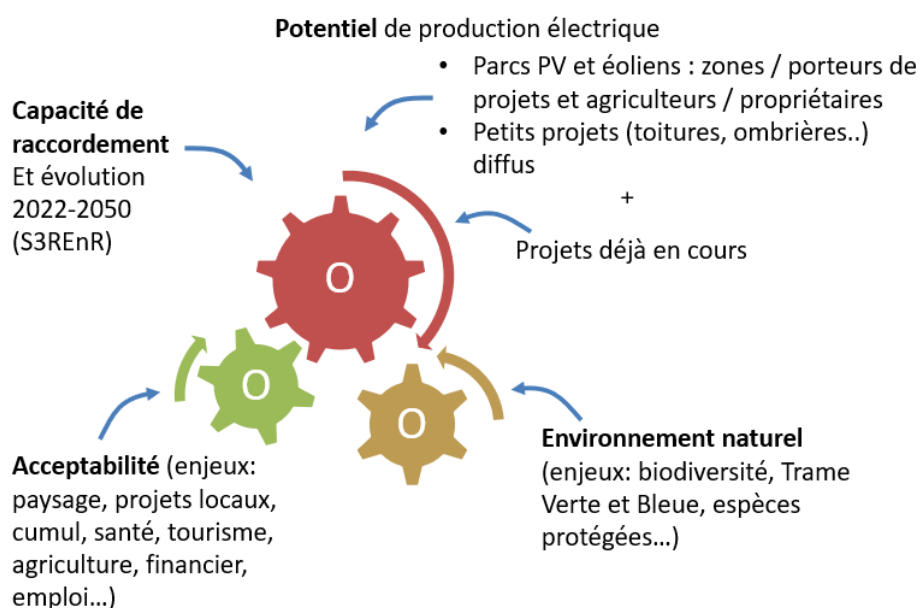 Potentiel de production électrique
• Parcs PV et éoliens : zones / porteurs de
projets et agriculteurs / propriétaires
• Petits projets (toitures, ombrières..)
diffus
+
Projets déjà en cours
Capacité de
raccordement
Et évolution
2022-2050
(S3REnR)
O
O
O
Acceptabilité (enjeux:
paysage, projets locaux,
cumul, santé, tourisme,
agriculture, financier,
emploi…)
Environnement naturel
(enjeux: biodiversité, Trame
Verte et Bleue, espèces
protégées…)